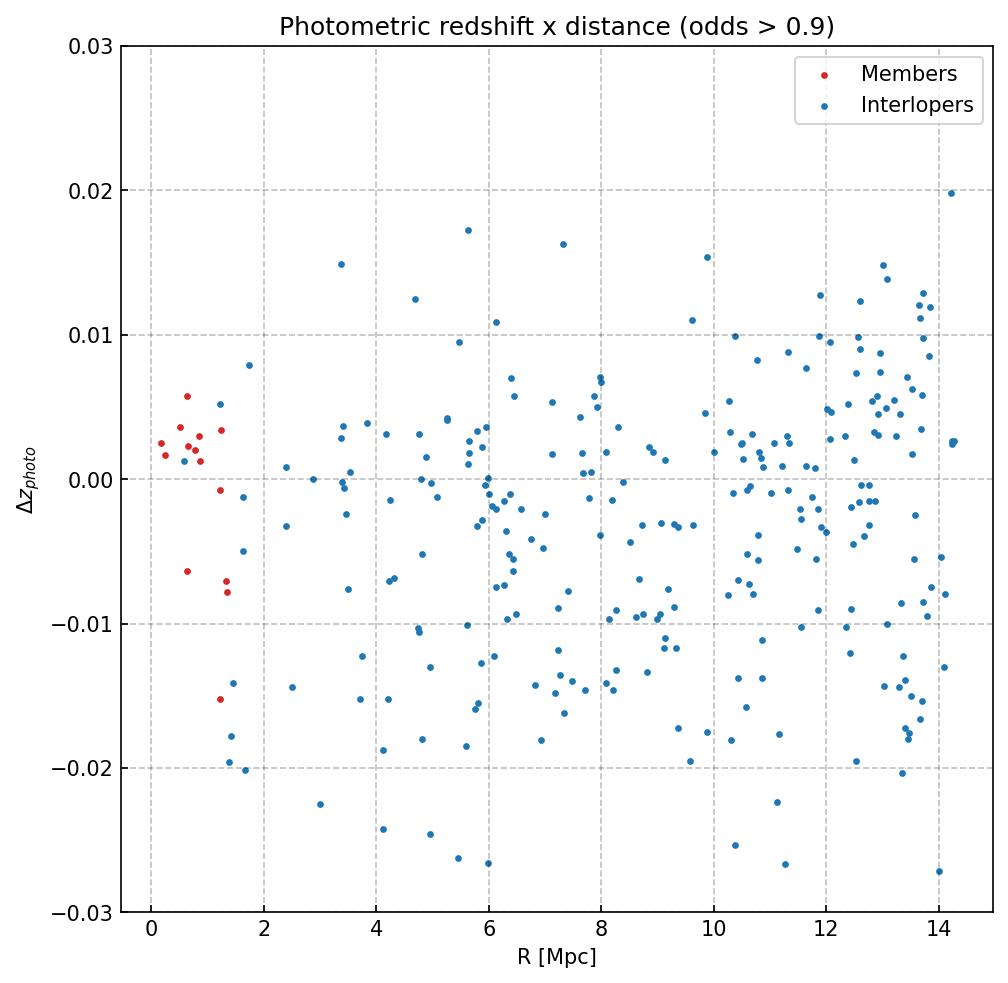 Photometric redshift x distance (odds > 0.9)
Members
Interlopers
0.03
0.02
0.01
0.00
−0.01
−0.02
−0.03
Δz_photo
0 2 4 6 8 10 12 14
R [Mpc]